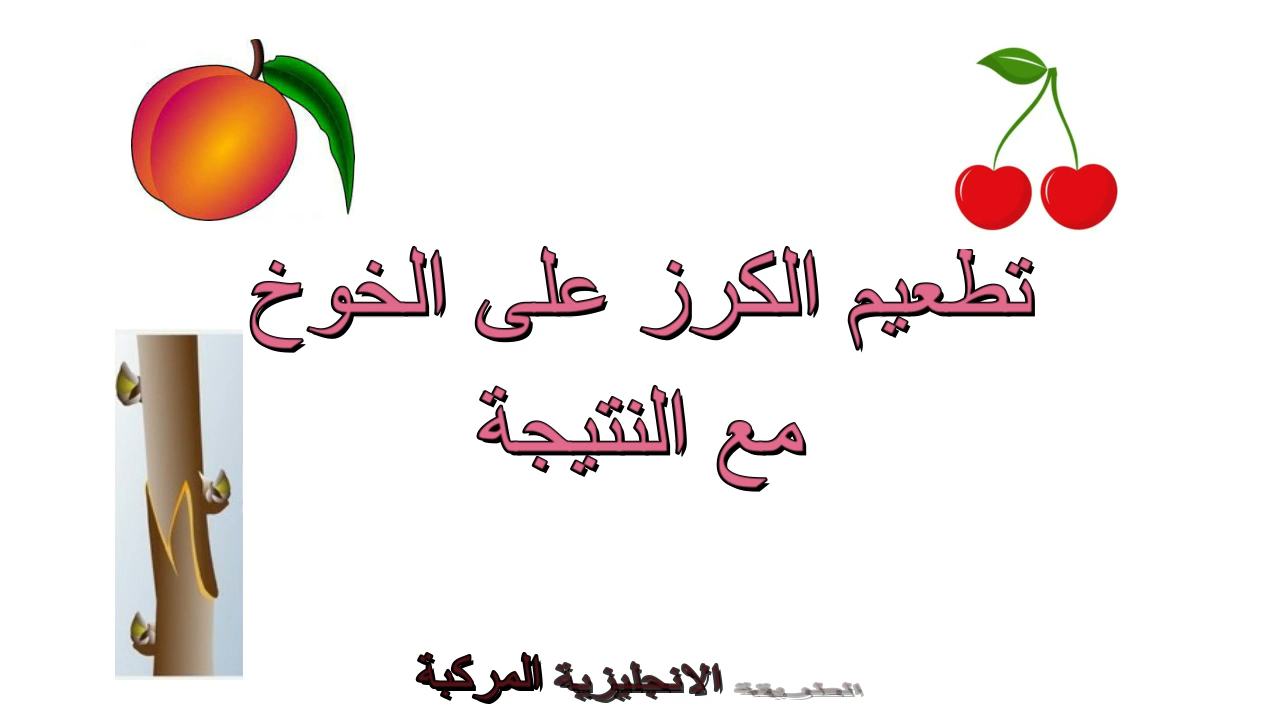 تطعيم الكرز على الخوخ
مع النتيجة
الطريقة الانجليزية المركبة